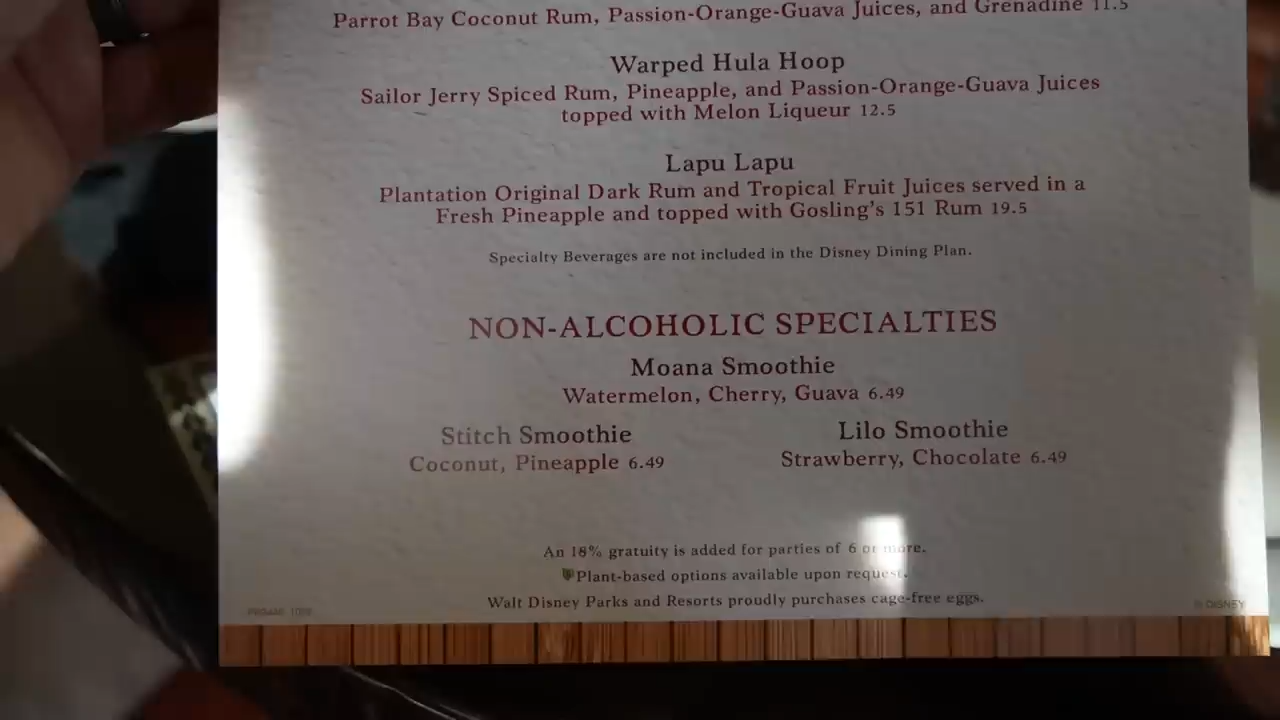 Parrot Bay Coconut Rum, Passion-Orange-Guava Juices, and Grenadine 11.5
Warped Hula Hoop
Sailor Jerry Spiced Rum, Pineapple, and Passion-Orange-Guava Juices
topped with Melon Liqueur 12.5
Lapu Lapu
Plantation Original Dark Rum and Tropical Fruit Juices served in a
Fresh Pineapple and topped with Gosling's 151 Rum 19.5
Specialty Beverages are not included in the Disney Dining Plan.
NON-ALCOHOLIC SPECIALTIES
Moana Smoothie
Watermelon, Cherry, Guava 6.49
Stitch Smoothie
Coconut, Pineapple 6.49
Lilo Smoothie
Strawberry, Chocolate 6.49
An 18% gratuity is added for parties of 6 or more.
Plant-based options available upon request.
Walt Disney Parks and Resorts proudly purchases cage-free eggs.
© DISNEY